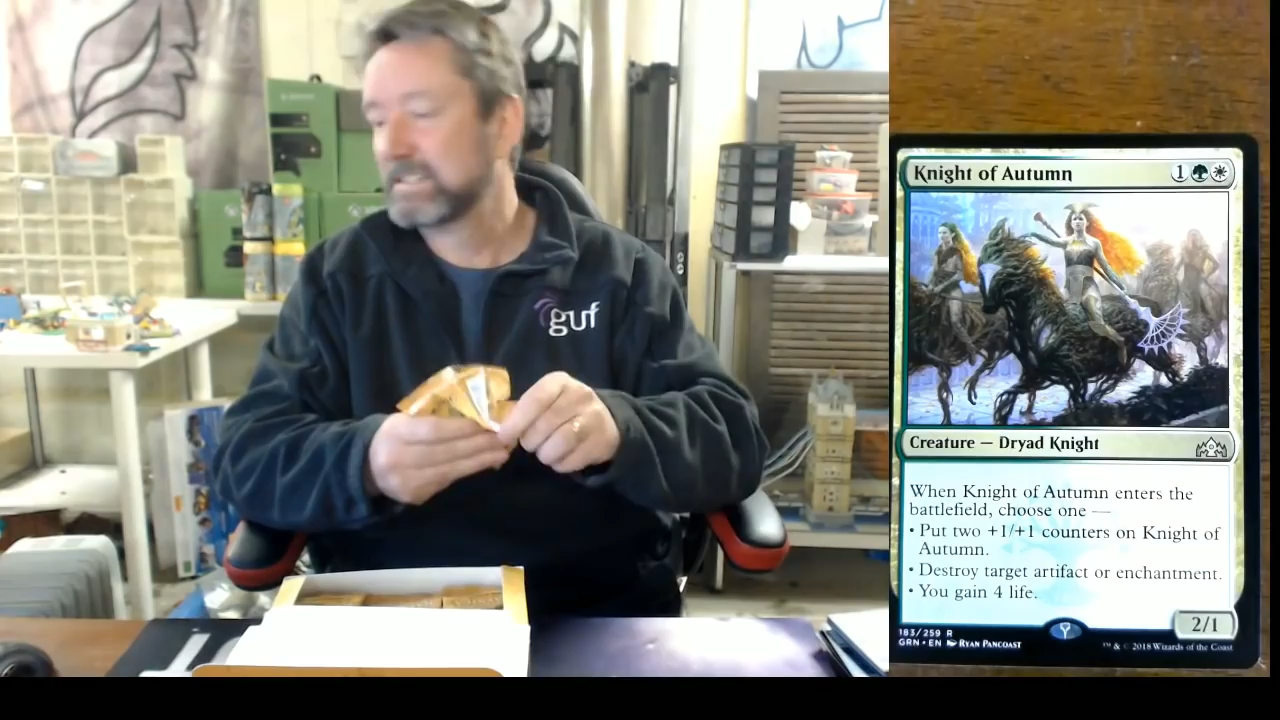 guf
Knight of Autumn 1
Creature — Dryad Knight
When Knight of Autumn enters the
battlefield, choose one —
• Put two +1/+1 counters on Knight of
Autumn.
• Destroy target artifact or enchantment.
• You gain 4 life.
2/1
183/259 R
GRN • EN RYAN PANCOAST
™ & © 2018 Wizards of the Coast